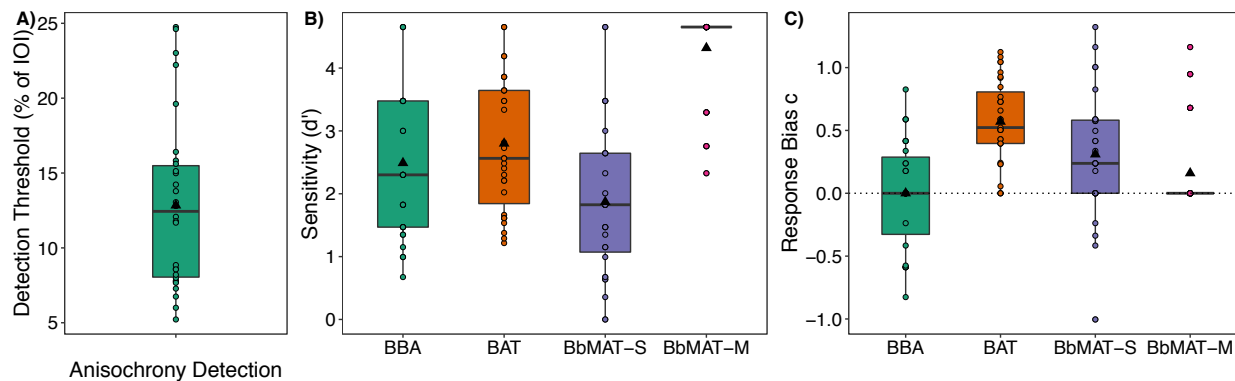 A)
Detection Threshold (% of IOI)
25
20
15
10
5
Anisochrony Detection
B)
Sensitivity (d')
4
3
2
1
0
BBA BAT BbMAT−S BbMAT−M
C)
Response Bias c
1.0
0.5
0.0
−0.5
−1.0
BBA BAT BbMAT−S BbMAT−M